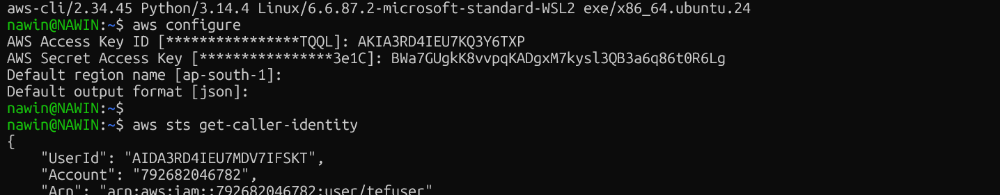 aws-cli/2.34.45 Python/3.14.4 Linux/6.6.87.2-microsoft-standard-WSL2 exe/x86_64.ubuntu.24
nawin@NAWIN:~$ aws configure
AWS Access Key ID [****************TQQL]: AKIA3RD4IEU7KQ3Y6TXP
AWS Secret Access Key [****************3e1C]: 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
Default region name [ap-south-1]:
Default output format [json]:
nawin@NAWIN:~$
nawin@NAWIN:~$ aws sts get-caller-identity
{
    "UserId": "AIDA3RD4IEU7MDV7IFSKT",
    "Account": "792682046782",
    "Arn": "arn:aws:iam::792682046782:user/tefuser"